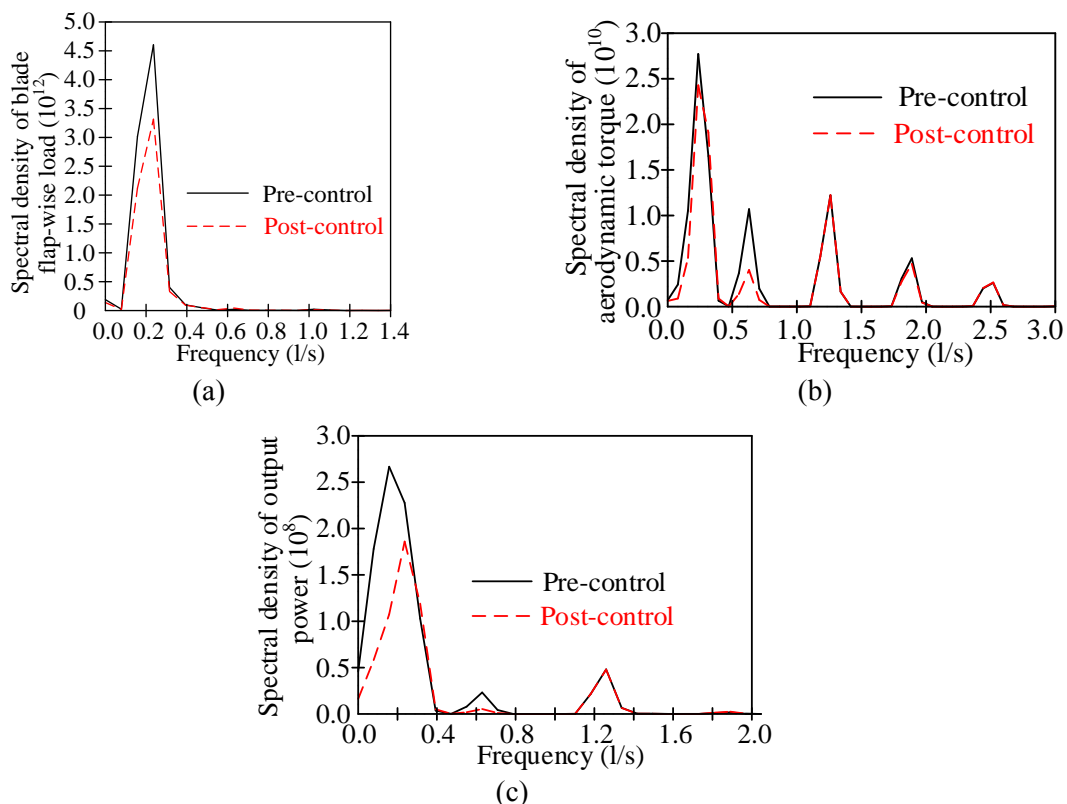 Spectral density of blade
flap-wise load (10^12)
5.0
4.5
4.0
3.5
3.0
2.5
2.0
1.5
1.0
0.5
0
Pre-control
Post-control
0.0 0.2 0.4 0.6 0.8 1.0 1.2 1.4
Frequency (l/s)
(a)
Spectral density of
aerodynamic torque (10^10)
3.0
2.5
2.0
1.5
1.0
0.5
0.0
Pre-control
Post-control
0.0 0.5 1.0 1.5 2.0 2.5 3.0
Frequency (l/s)
(b)
Spectral density of output
power (10^8)
3.0
2.5
2.0
1.5
1.0
0.5
0.0
Pre-control
Post-control
0.0 0.4 0.8 1.2 1.6 2.0
Frequency (l/s)
(c)